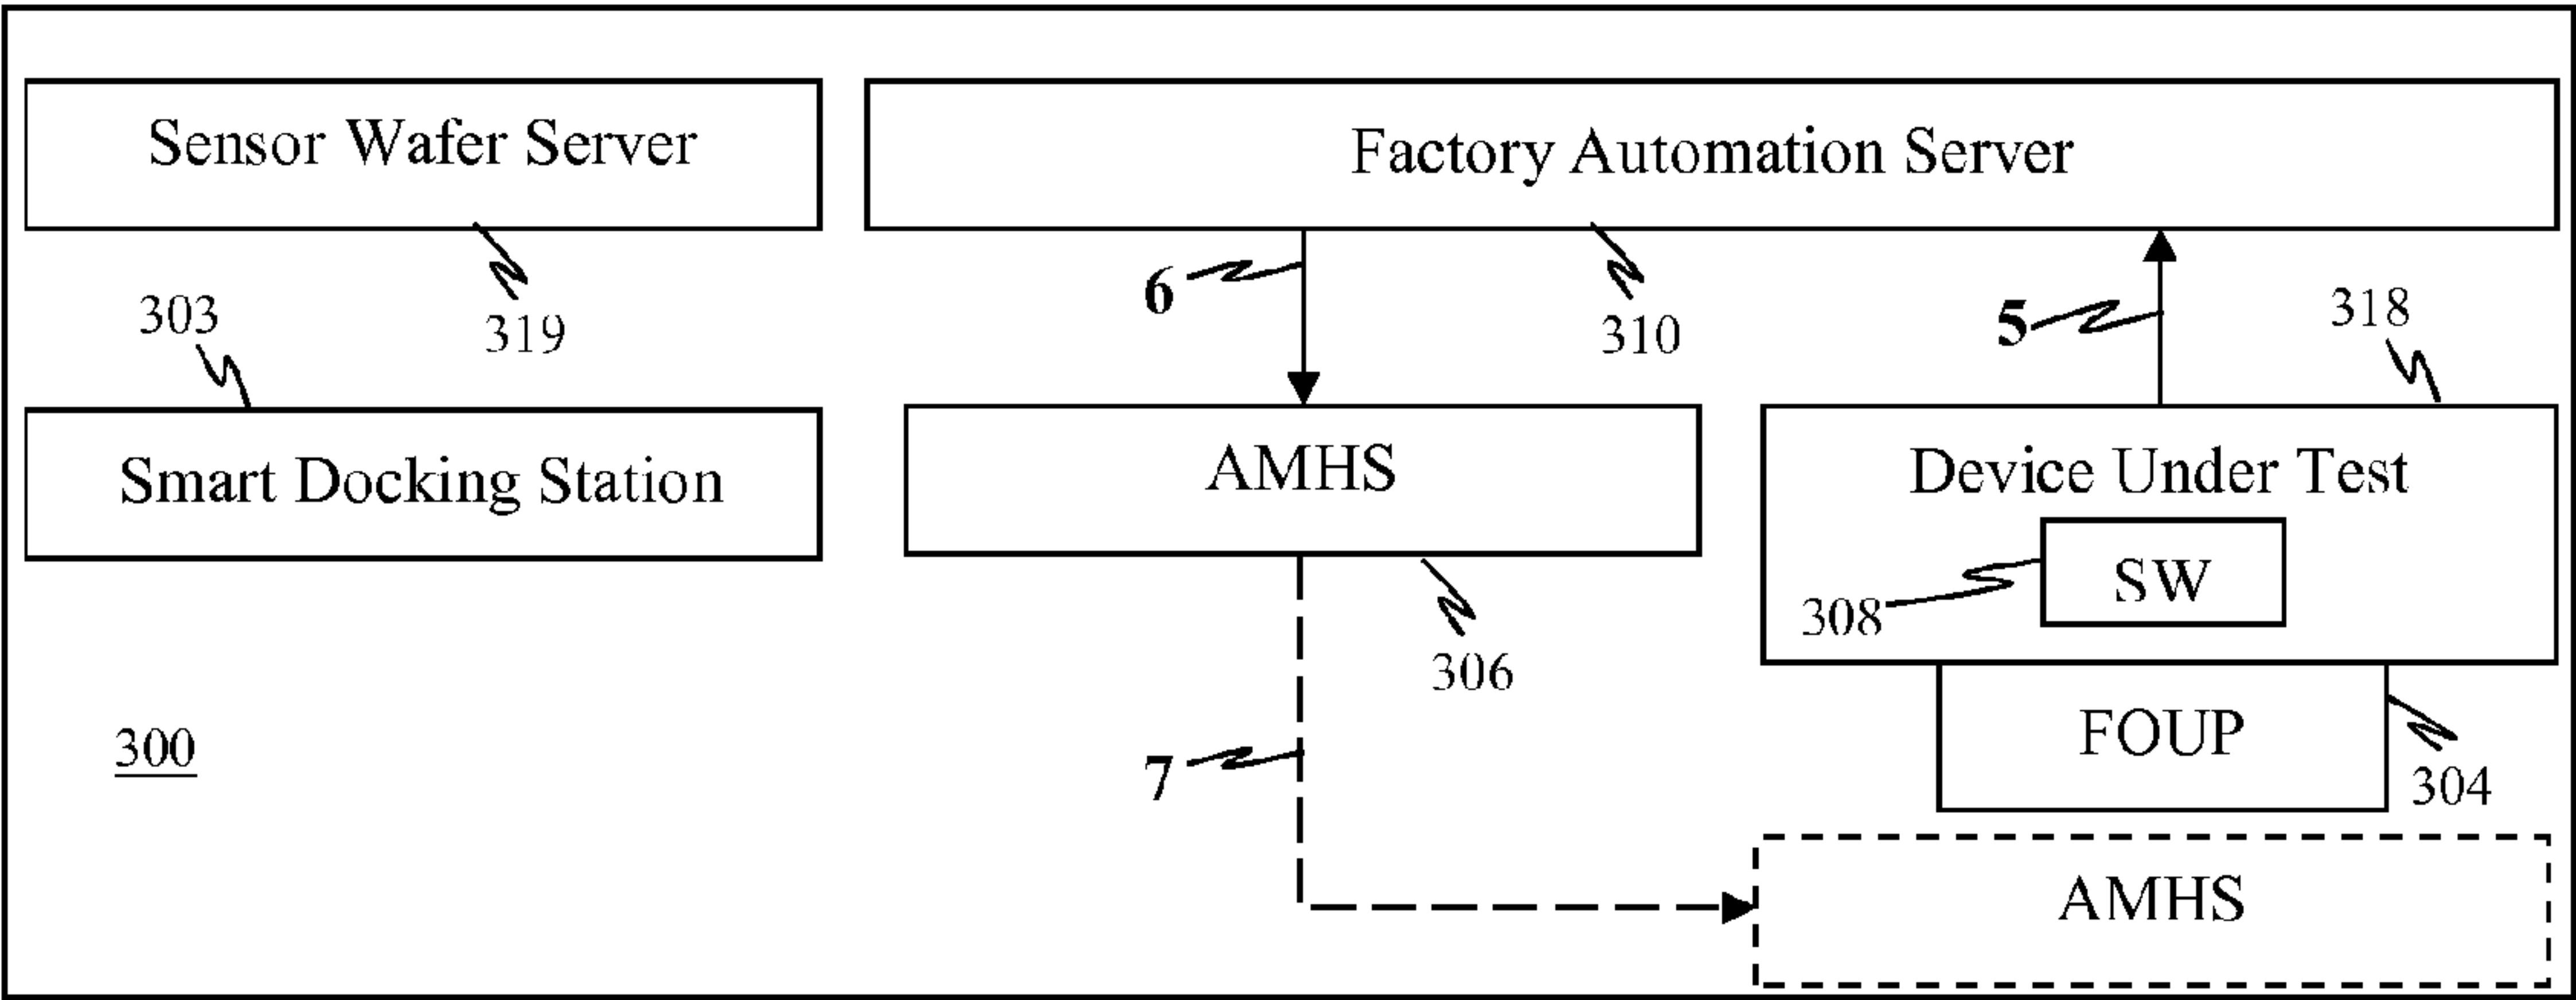 Sensor Wafer Server
Factory Automation Server
6
5
303
319
310
318
Smart Docking Station
AMHS
Device Under Test
SW
308
306
FOUP
300
7
304
AMHS